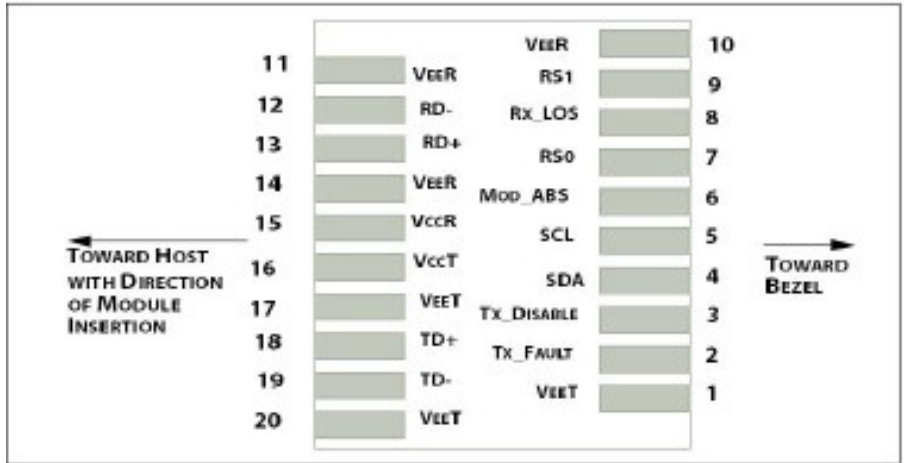 11 VEER
12 RD-
13 RD+
14 VEER
15 VCCR
16 VCCT
17 VEET
18 TD+
19 TD-
20 VEET
VEER 10
RS1 9
RX_LOS 8
RS0 7
MOD_ABS 6
SCL 5
SDA 4
TX_DISABLE 3
TX_FAULT 2
VEET 1
TOWARD HOST
WITH DIRECTION
OF MODULE
INSERTION
TOWARD
BEZEL